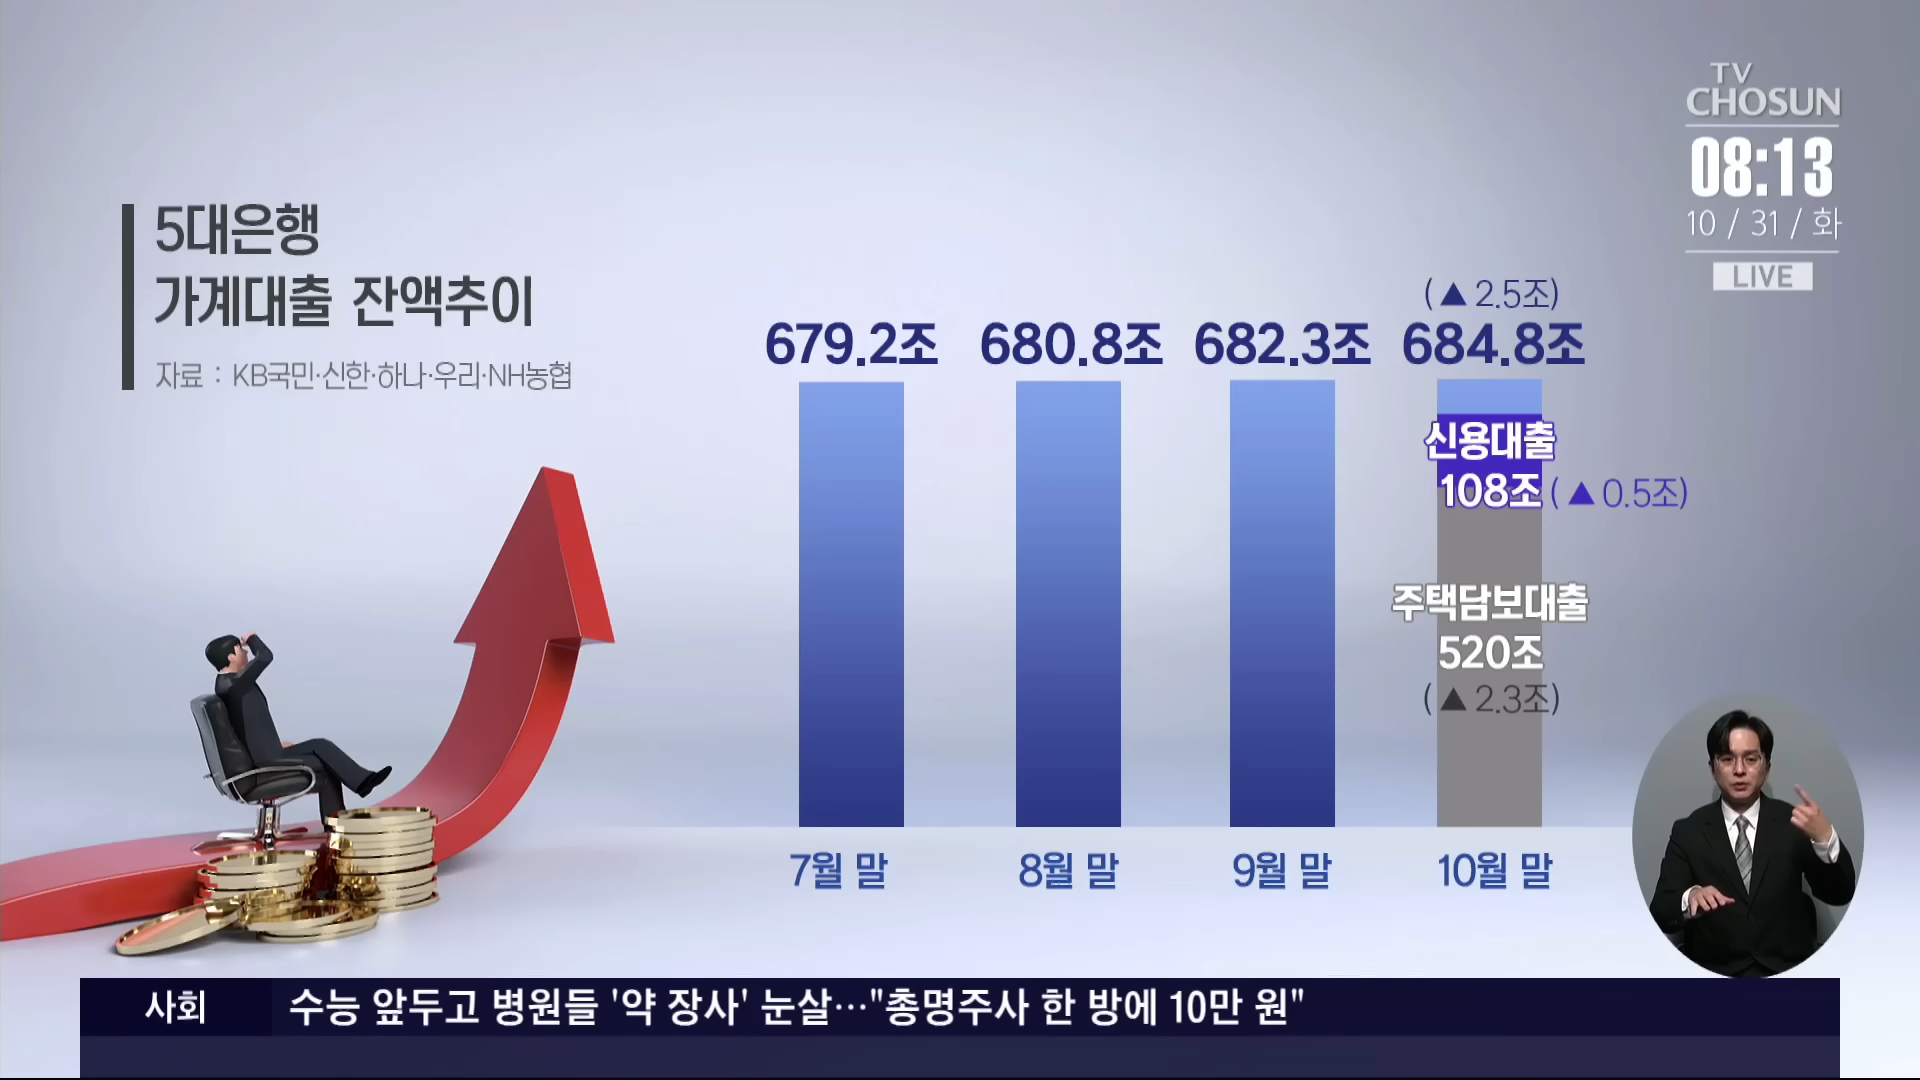 TV
CHOSUN
08:13
10 / 31 / 화
LIVE
5대은행
가계대출 잔액추이
자료 : KB국민·신한·하나·우리·NH농협
(▲2.5조)
679.2조 680.8조 682.3조 684.8조
신용대출
108조 (▲0.5조)
주택담보대출
520조
(▲2.3조)
7월 말 8월 말 9월 말 10월 말
사회 수능 앞두고 병원들 '약 장사' 눈살…"총명주사 한 방에 10만 원"